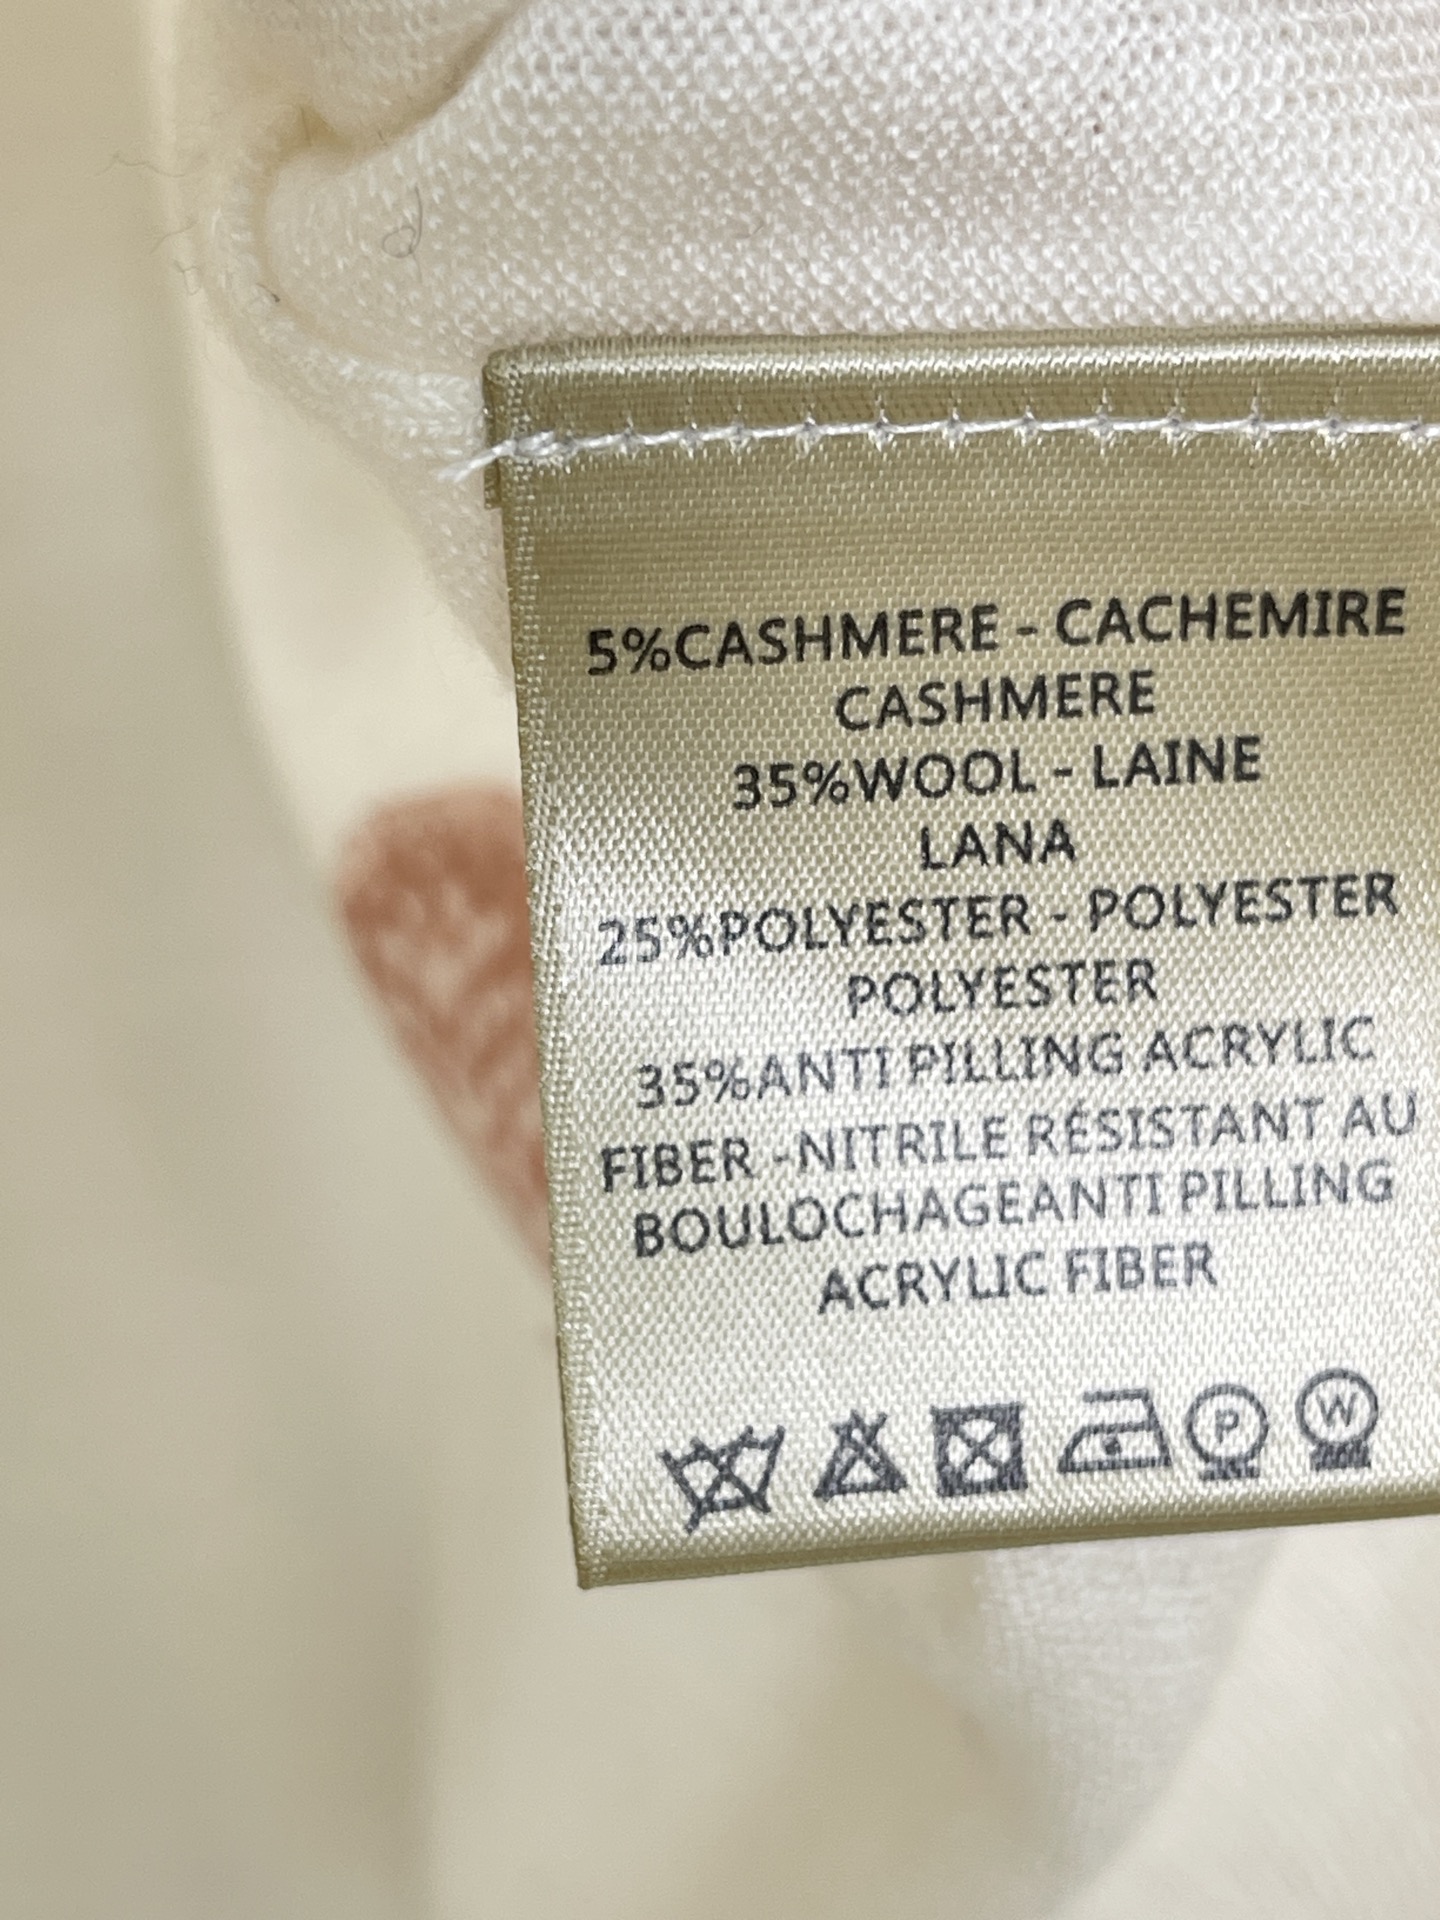 5%CASHMERE - CACHEMIRE
CASHMERE
35%WOOL - LAINE
LANA
25%POLYESTER - POLYESTER
POLYESTER
35%ANTI PILLING ACRYLIC
FIBER -NITRILE RÉSISTANT AU
BOULOCHAGEANTI PILLING
ACRYLIC FIBER
P W